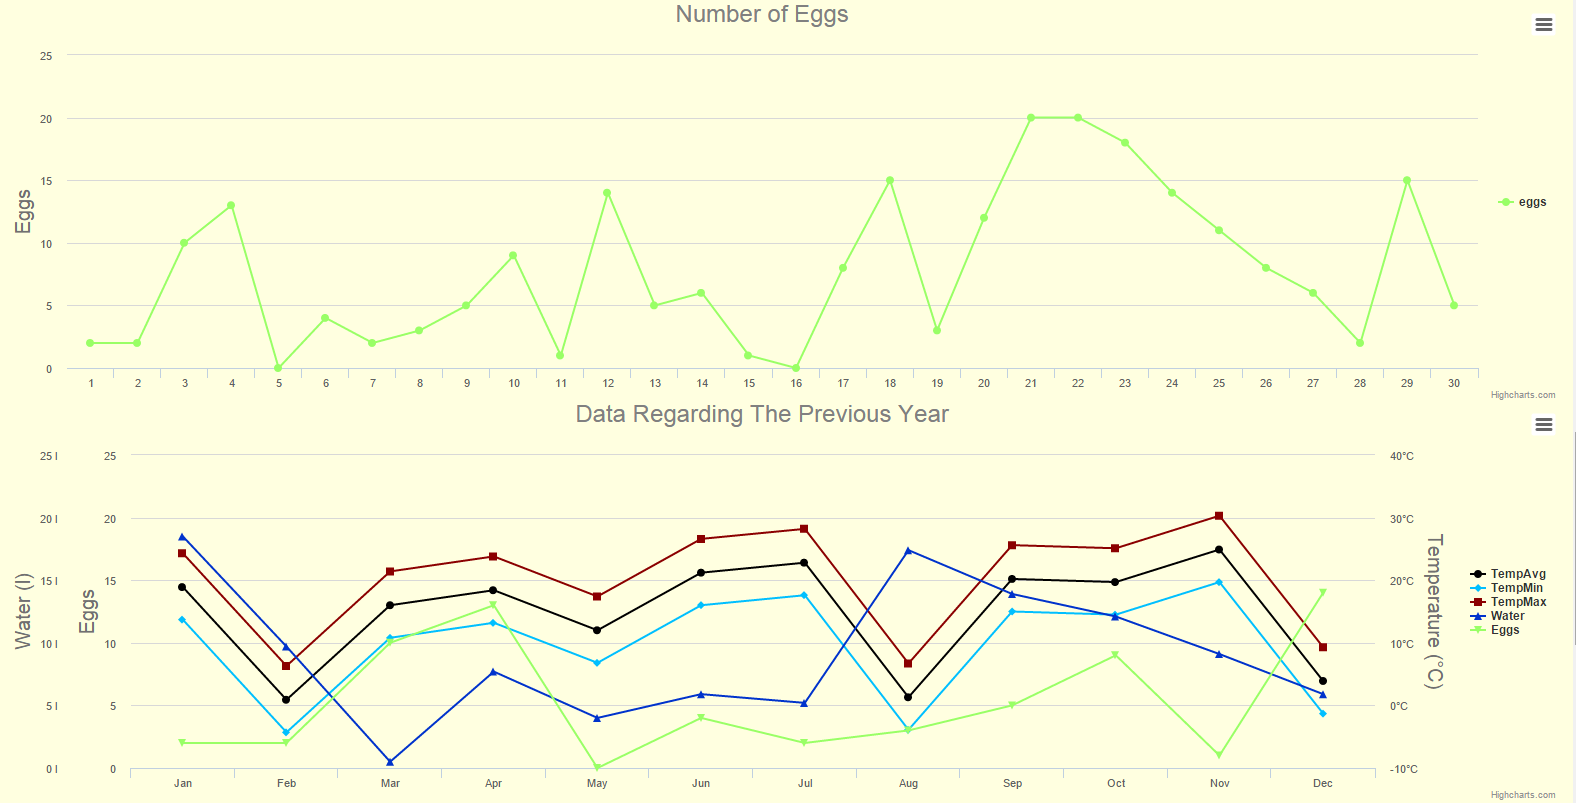 Number of Eggs
25
20
15
10
5
0
Eggs
1 2 3 4 5 6 7 8 9 10 11 12 13 14 15 16 17 18 19 20 21 22 23 24 25 26 27 28 29 30
eggs
Highcharts.com
Data Regarding The Previous Year
25 l 25 40°C
20 l 20 30°C
15 l 15 20°C
10 l 10 10°C
5 l 5 0°C
0 l 0 -10°C
Water (l)
Eggs
Temperature (°C)
Jan Feb Mar Apr May Jun Jul Aug Sep Oct Nov Dec
TempAvg
TempMin
TempMax
Water
Eggs
Highcharts.com